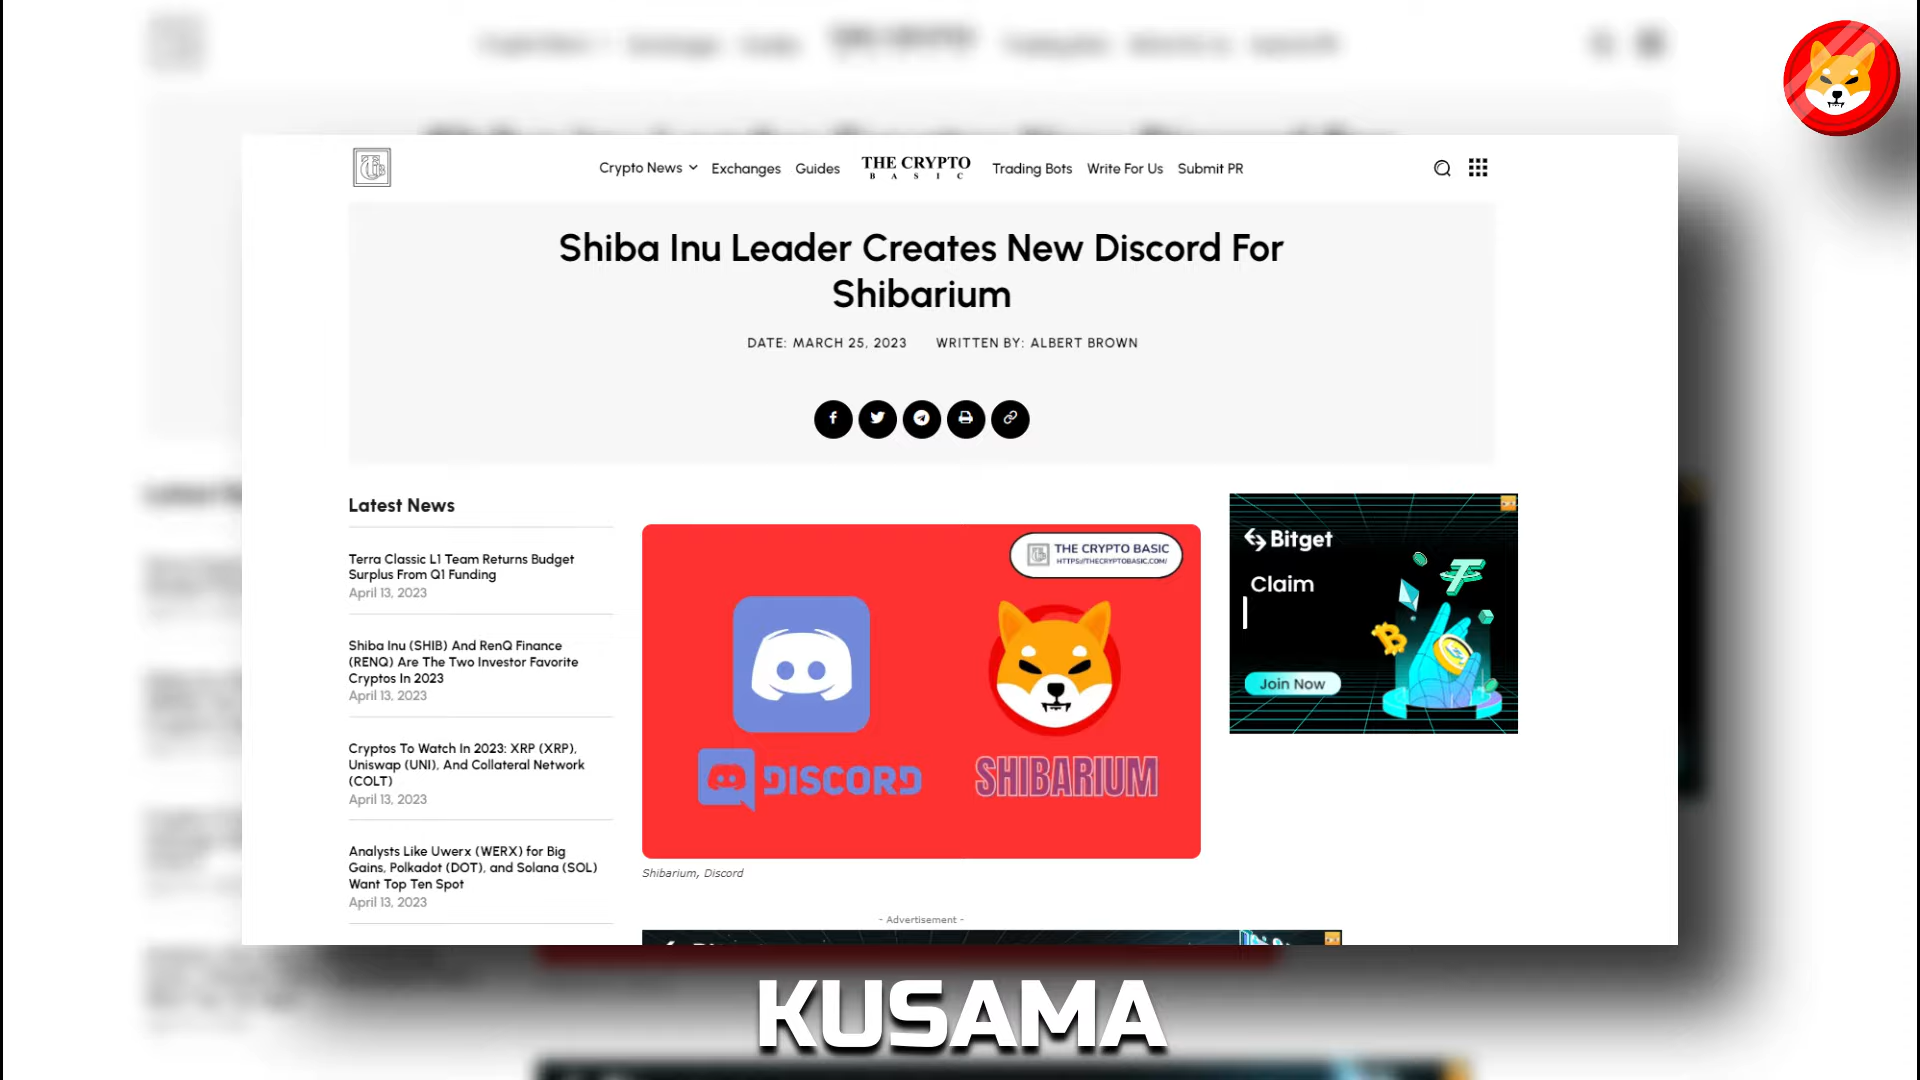 Crypto News
Exchanges
Guides
THE CRYPTO
BASIC
Trading Bots
Write For Us
Submit PR
Shiba Inu Leader Creates New Discord For
Shibarium
DATE: MARCH 25, 2023
WRITTEN BY: ALBERT BROWN
Latest News
Terra Classic L1 Team Returns Budget
Surplus From Q1 Funding
April 13, 2023
Shiba Inu (SHIB) And RenQ Finance
(RENQ) Are The Two Investor Favorite
Cryptos In 2023
April 13, 2023
Cryptos To Watch In 2023: XRP (XRP),
Uniswap (UNI), And Collateral Network
(COLT)
April 13, 2023
Analysts Like Uwerx (WERX) for Big
Gains, Polkadot (DOT), and Solana (SOL)
Want Top Ten Spot
April 13, 2023
THE CRYPTO BASIC
HTTPS://THECRYPTOBASIC.COM/
DISCORD
SHIBARIUM
Shibarium, Discord
- Advertisement -
Bitget
Claim
Join Now
KUSAMA